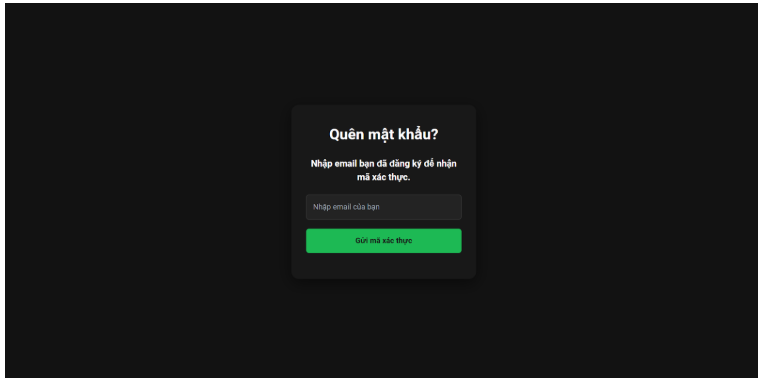 Quên mật khẩu?
Nhập email bạn đã đăng ký để nhận
mã xác thực.
Nhập email của bạn
Gửi mã xác thực